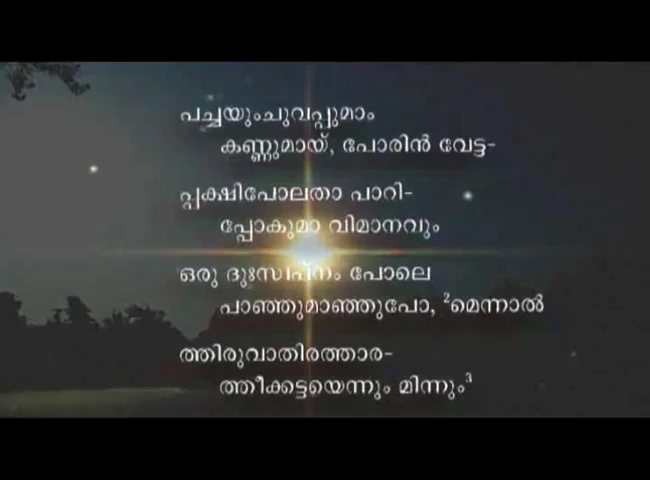 പച്ചയുംചുവപ്പുമാം
കണ്ണുമായ്, പോരിൻ വേട്ട-
പ്പക്ഷിപോലതാ പാറി-
പ്പോകുമാ വിമാനവും
ഒരു ദുഃസ്വപ്നം പോലെ
പാഞ്ഞുമാഞ്ഞുപോ, ²മെന്നാൽ
ത്തിരുവാതിരത്താര-
ത്തീക്കട്ടയെന്നും മിന്നും³